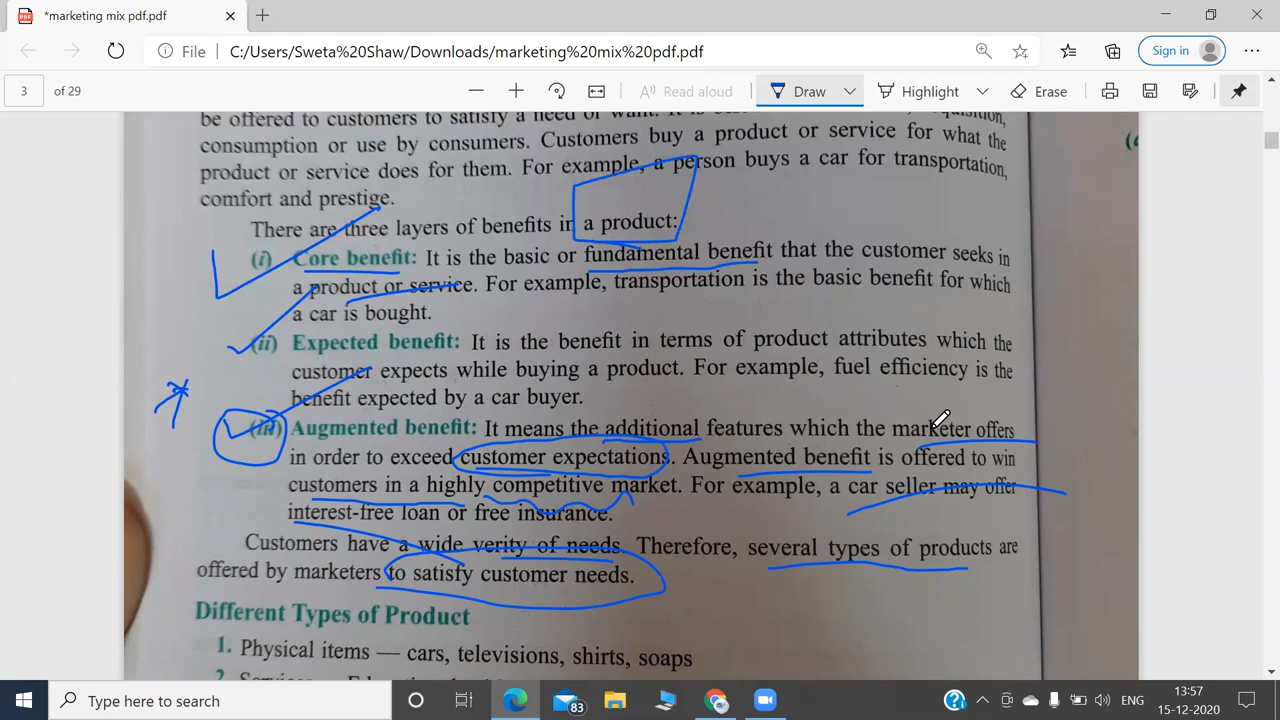 *marketing mix pdf.pdf
File C:/Users/Sweta%20Shaw/Downloads/marketing%20mix%20pdf.pdf
Sign in
3 of 29
Read aloud
Draw
Highlight
Erase
be offered to customers to satisfy a need or want.
consumption or use by consumers. Customers buy a product or service for what the
product or service does for them. For example, a person buys a car for transportation,
comfort and prestige.
There are three layers of benefits in a product:
(i) Core benefit: It is the basic or fundamental benefit that the customer seeks in
a product or service. For example, transportation is the basic benefit for which
a car is bought.
(ii) Expected benefit: It is the benefit in terms of product attributes which the
customer expects while buying a product. For example, fuel efficiency is the
benefit expected by a car buyer.
(iii) Augmented benefit: It means the additional features which the marketer offers
in order to exceed customer expectations. Augmented benefit is offered to win
customers in a highly competitive market. For example, a car seller may offer
interest-free loan or free insurance.
Customers have a wide verity of needs. Therefore, several types of products are
offered by marketers to satisfy customer needs.
Different Types of Product
1. Physical items — cars, televisions, shirts, soaps
Type here to search
83
ENG
13:57
15-12-2020